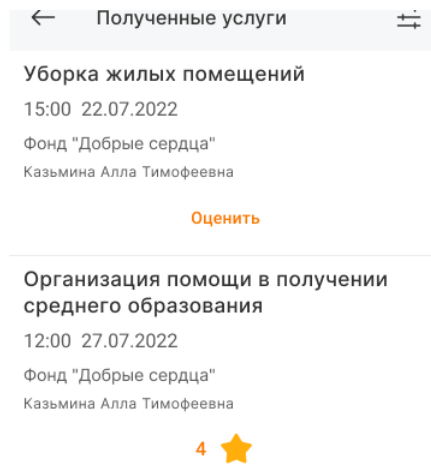 Полученные услуги
Уборка жилых помещений
15:00 22.07.2022
Фонд "Добрые сердца"
Казьмина Алла Тимофеевна
Оценить
Организация помощи в получении
среднего образования
12:00 27.07.2022
Фонд "Добрые сердца"
Казьмина Алла Тимофеевна
4